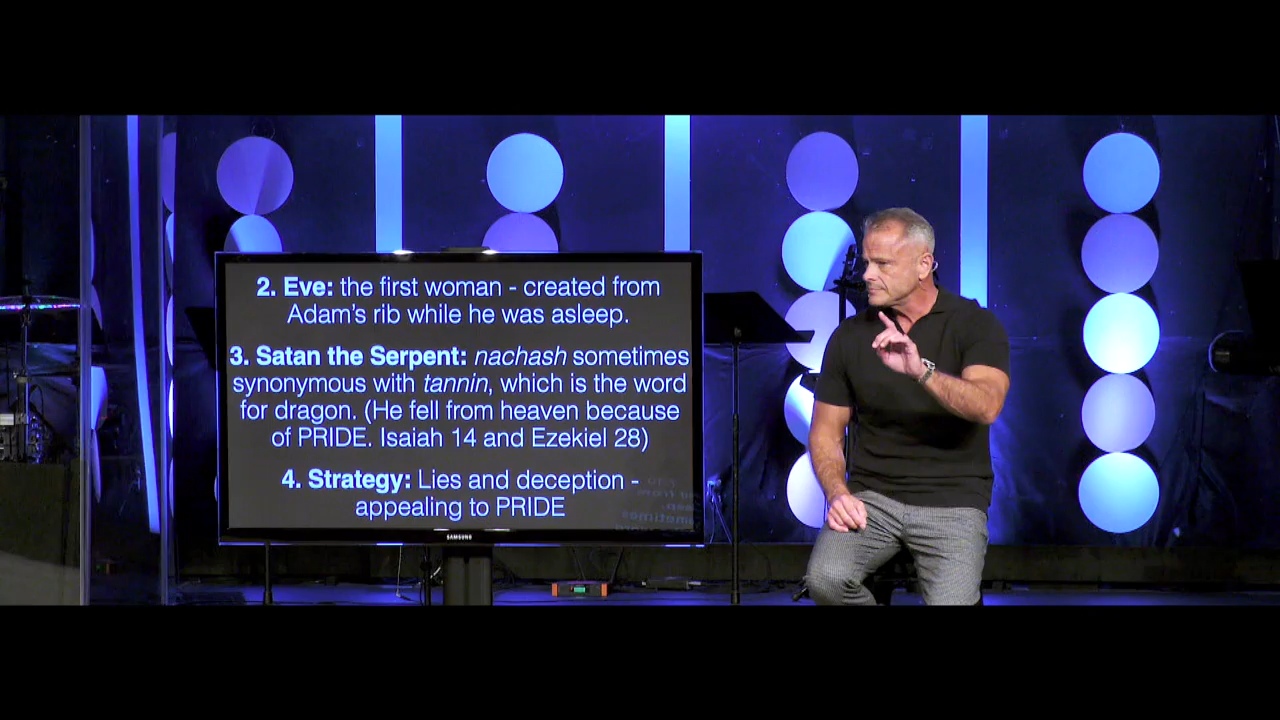 2. Eve: the first woman - created from
Adam's rib while he was asleep.
3. Satan the Serpent: nachash sometimes
synonymous with tannin, which is the word
for dragon. (He fell from heaven because
of PRIDE. Isaiah 14 and Ezekiel 28)
4. Strategy: Lies and deception -
appealing to PRIDE
SAMSUNG